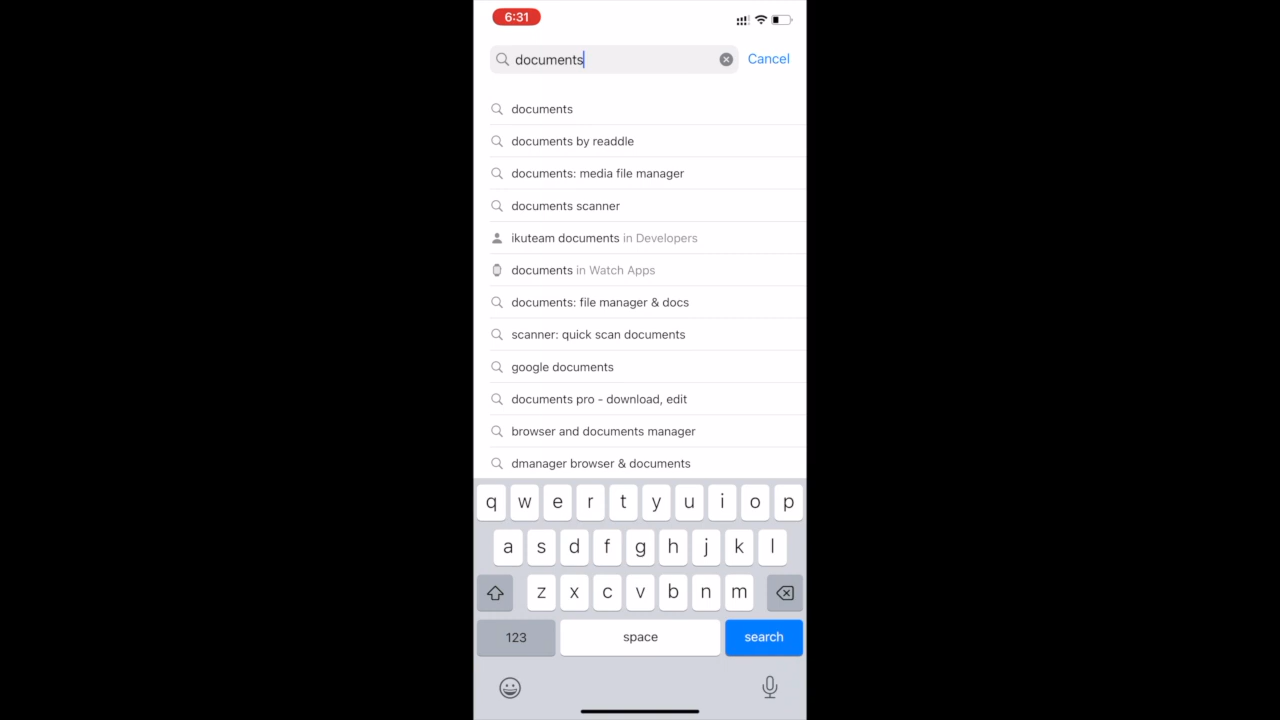 6:31
documents
Cancel
documents
documents by readdle
documents: media file manager
documents scanner
ikuteam documents in Developers
documents in Watch Apps
documents: file manager & docs
scanner: quick scan documents
google documents
documents pro - download, edit
browser and documents manager
dmanager browser & documents
q w e r t y u i o p
a s d f g h j k l
z x c v b n m
123 space search